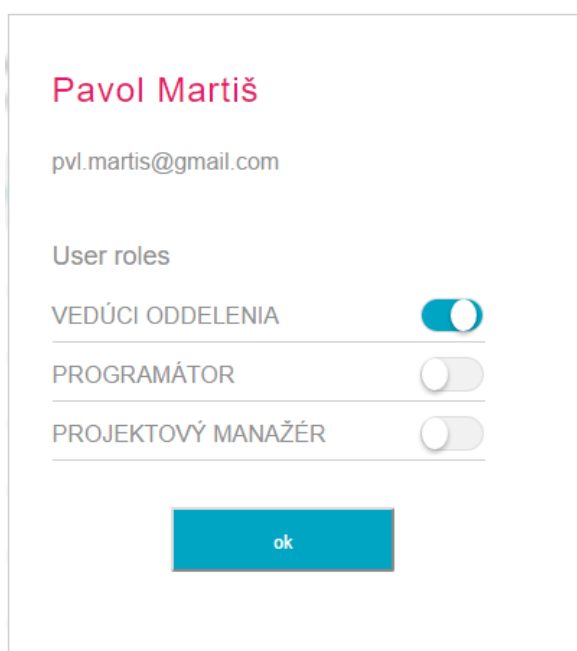 Pavol Martiš
pvl.martis@gmail.com
User roles
VEDÚCI ODDELENIA
PROGRAMÁTOR
PROJEKTOVÝ MANAŽÉR
ok